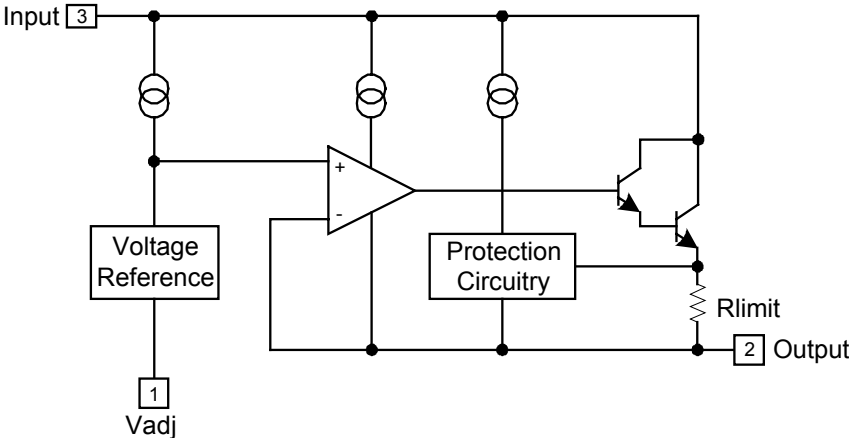 Input 3
+
-
Voltage
Reference
Protection
Circuitry
Rlimit
2 Output
1
Vadj